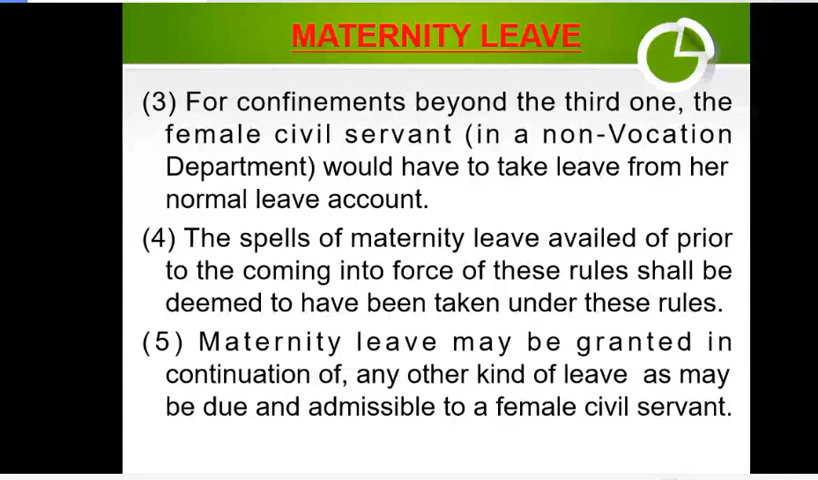 MATERNITY LEAVE
(3) For confinements beyond the third one, the
female civil servant (in a non-Vocation
Department) would have to take leave from her
normal leave account.
(4) The spells of maternity leave availed of prior
to the coming into force of these rules shall be
deemed to have been taken under these rules.
(5) Maternity leave may be granted in
continuation of, any other kind of leave as may
be due and admissible to a female civil servant.